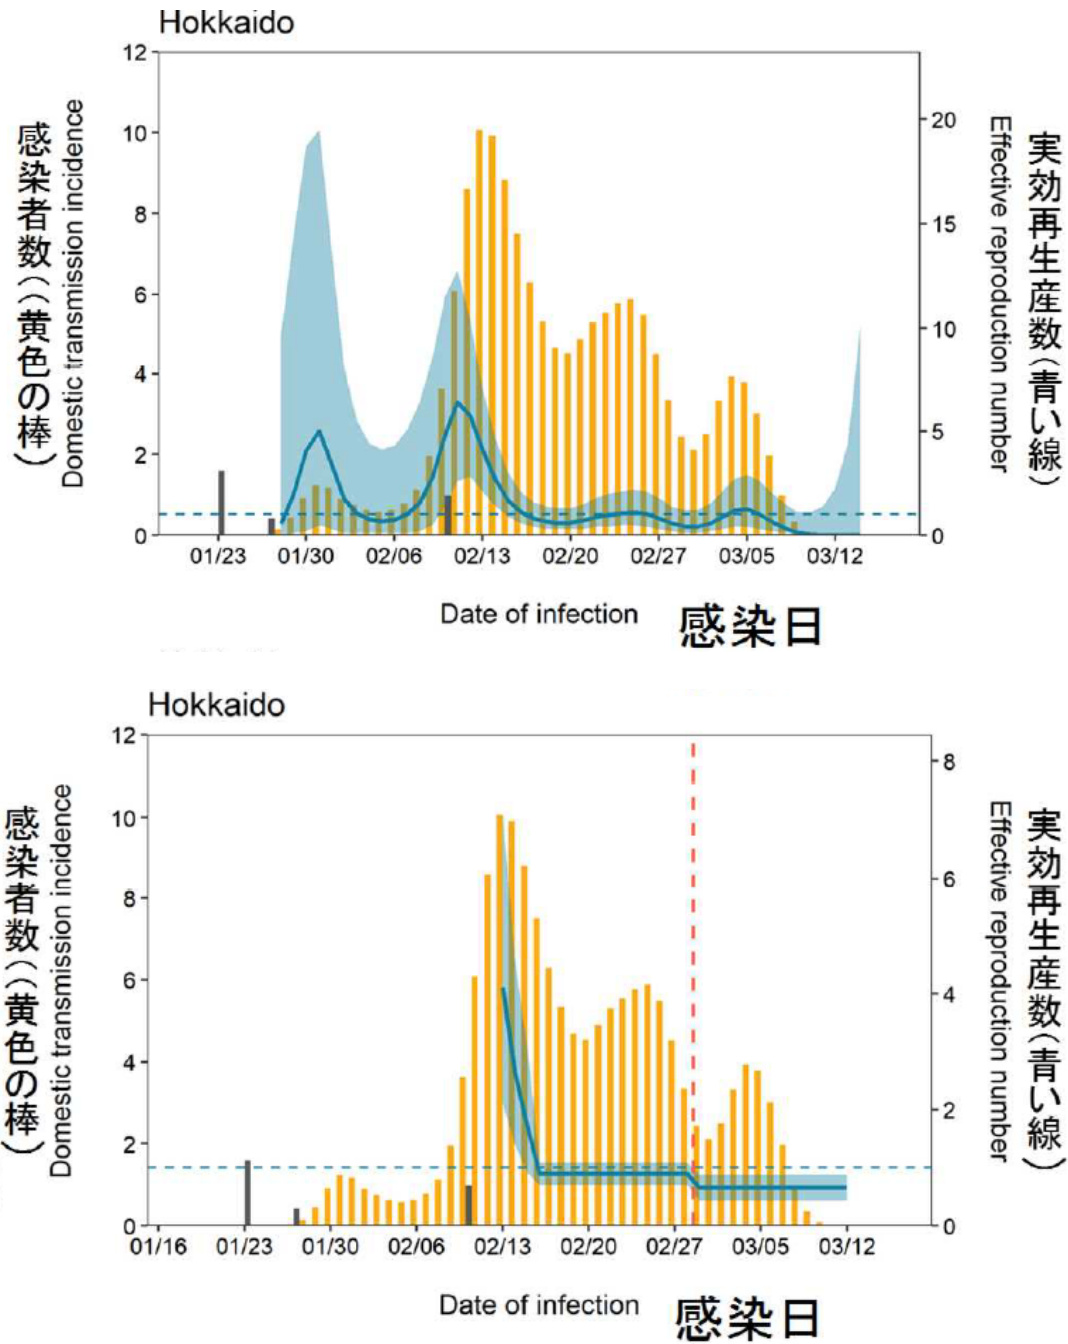 Hokkaido
感染者数((黄色の棒)
Domestic transmission incidence
12
10
8
6
4
2
0
20
15
10
5
0
Effective reproduction number
実効再生産数(青い線)
01/23 01/30 02/06 02/13 02/20 02/27 03/05 03/12
Date of infection 感染日
Hokkaido
感染者数((黄色の棒)
Domestic transmission incidence
12
10
8
6
4
2
0
8
6
4
2
0
Effective reproduction number
実効再生産数(青い線)
01/16 01/23 01/30 02/06 02/13 02/20 02/27 03/05 03/12
Date of infection 感染日